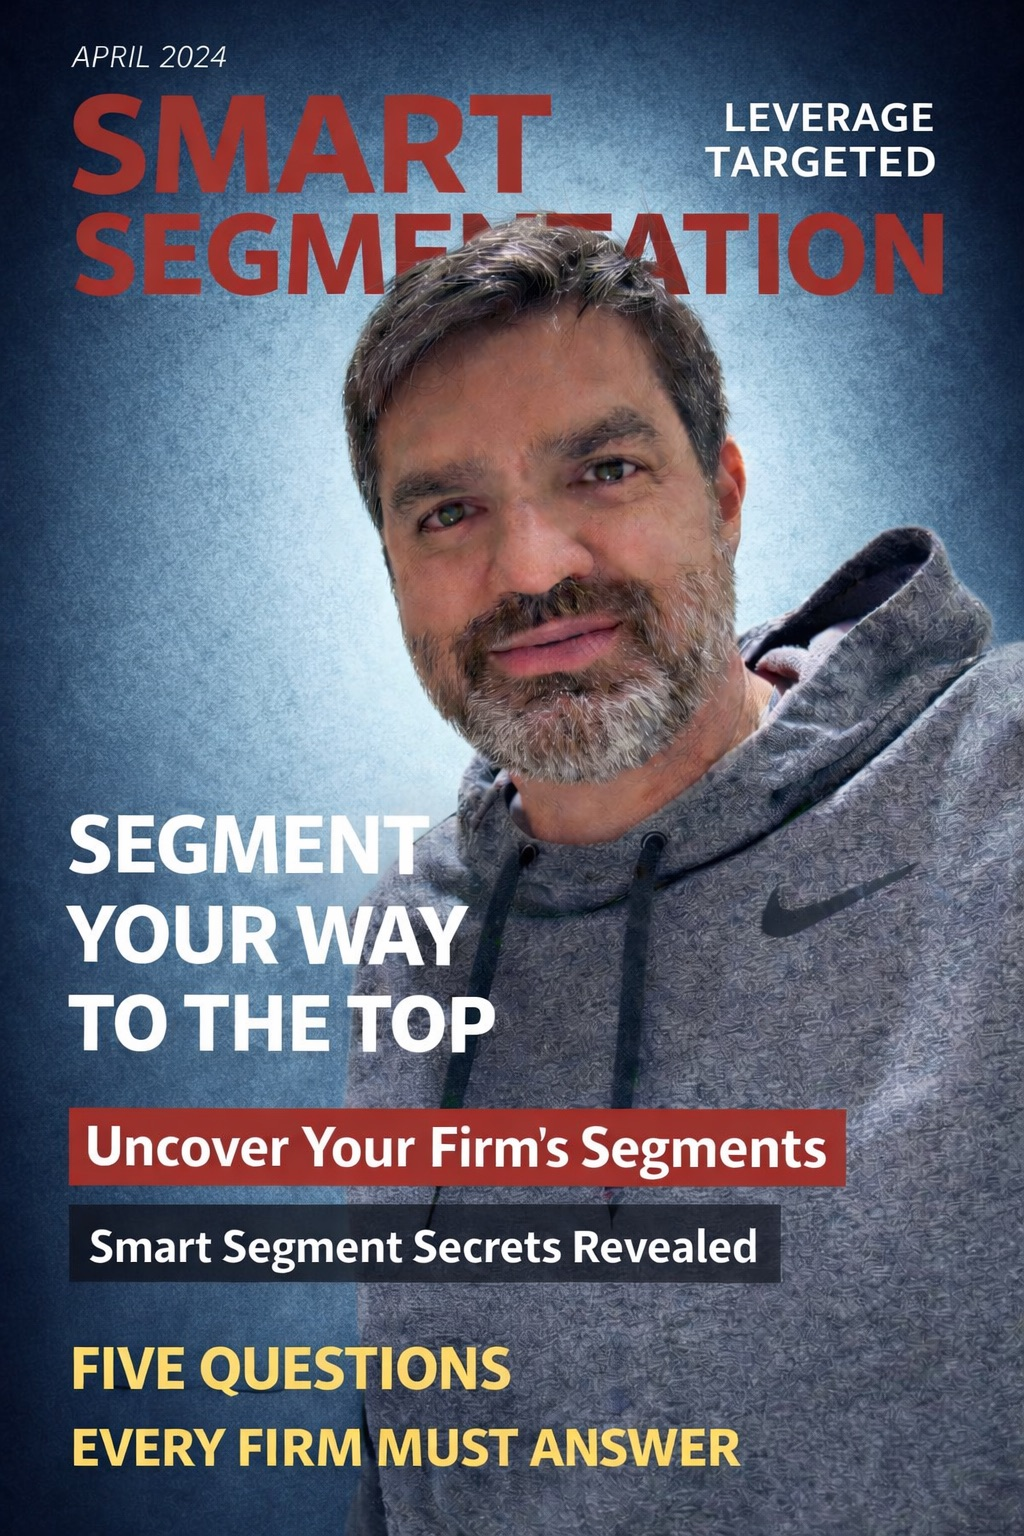 APRIL 2024
SMART
LEVERAGE
TARGETED
SEGMENTATION
SEGMENT
YOUR WAY
TO THE TOP
Uncover Your Firm's Segments
Smart Segment Secrets Revealed
FIVE QUESTIONS
EVERY FIRM MUST ANSWER